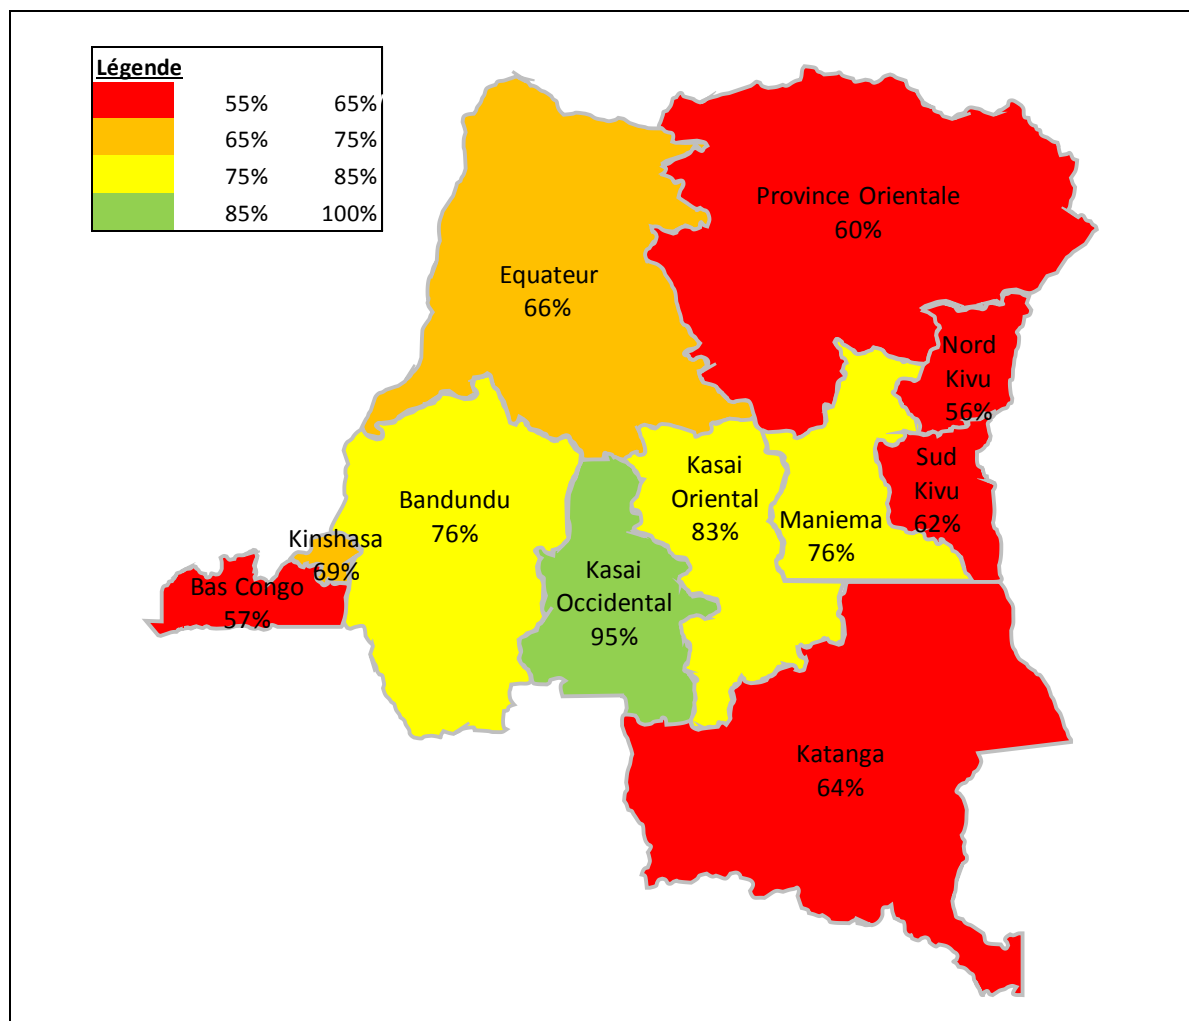 Légende
55% 65%
65% 75%
75% 85%
85% 100%
Province Orientale
60%
Equateur
66%
Nord
Kivu
56%
Sud
Kivu
62%
Kasai
Oriental
83%
Bandundu
76%
Maniema
76%
Kinshasa
69%
Bas Congo
57%
Kasai
Occidental
95%
Katanga
64%